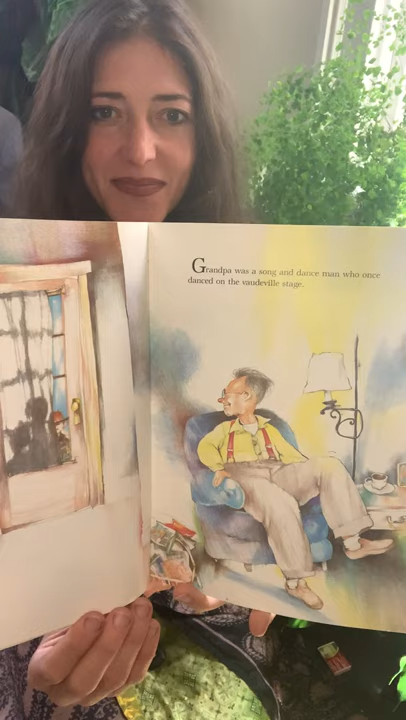 Grandpa was a song and dance man who once
danced on the vaudeville stage.